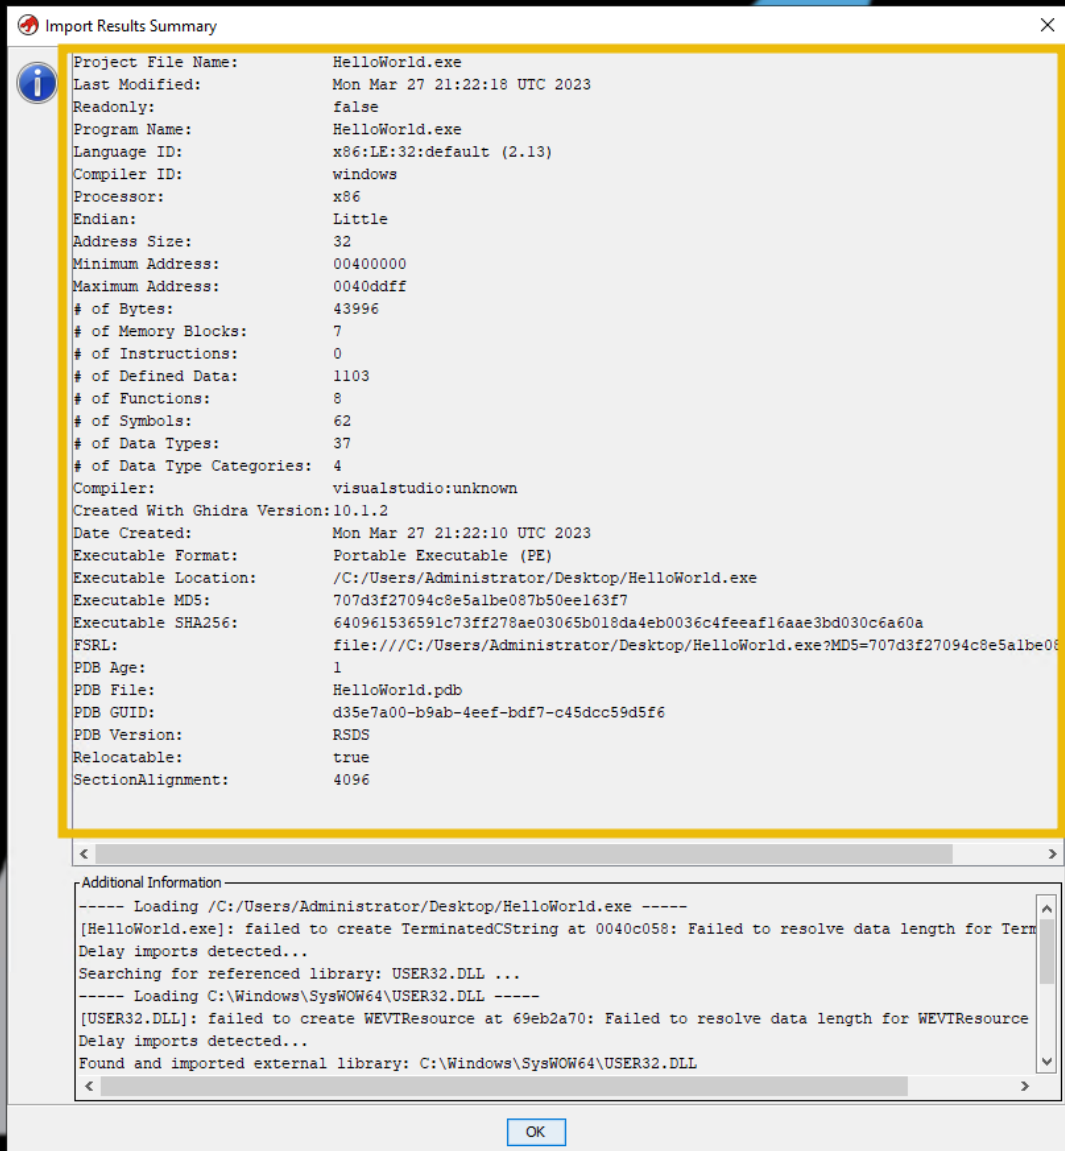 Import Results Summary
Project File Name: HelloWorld.exe
Last Modified: Mon Mar 27 21:22:18 UTC 2023
Readonly: false
Program Name: HelloWorld.exe
Language ID: x86:LE:32:default (2.13)
Compiler ID: windows
Processor: x86
Endian: Little
Address Size: 32
Minimum Address: 00400000
Maximum Address: 0040ddff
# of Bytes: 43996
# of Memory Blocks: 7
# of Instructions: 0
# of Defined Data: 1103
# of Functions: 8
# of Symbols: 62
# of Data Types: 37
# of Data Type Categories: 4
Compiler: visualstudio:unknown
Created With Ghidra Version: 10.1.2
Date Created: Mon Mar 27 21:22:10 UTC 2023
Executable Format: Portable Executable (PE)
Executable Location: /C:/Users/Administrator/Desktop/HelloWorld.exe
Executable MD5: 707d3f27094c8e5a1be087b50ee163f7
Executable SHA256: 640961536591c73ff278ae03065b018da4eb0036c4feeaf16aae3bd030c6a60a
FSRL: file:///C:/Users/Administrator/Desktop/HelloWorld.exe?MD5=707d3f27094c8e5a1be08
PDB Age: 1
PDB File: HelloWorld.pdb
PDB GUID: d35e7a00-b9ab-4eef-bdf7-c45dcc59d5f6
PDB Version: RSDS
Relocatable: true
SectionAlignment: 4096
Additional Information
----- Loading /C:/Users/Administrator/Desktop/HelloWorld.exe -----
[HelloWorld.exe]: failed to create TerminatedCString at 0040c058: Failed to resolve data length for Term
Delay imports detected...
Searching for referenced library: USER32.DLL ...
----- Loading C:\Windows\SysWOW64\USER32.DLL -----
[USER32.DLL]: failed to create WEVTResource at 69eb2a70: Failed to resolve data length for WEVTResource
Delay imports detected...
Found and imported external library: C:\Windows\SysWOW64\USER32.DLL
OK